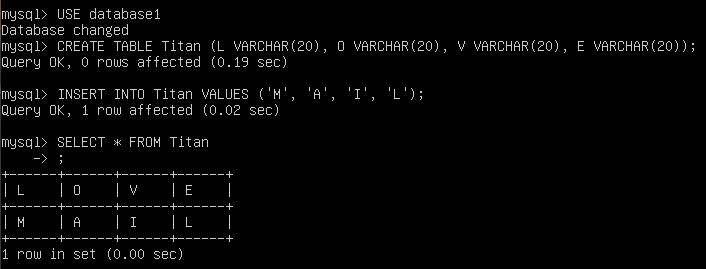 mysql> USE database1
Database changed
mysql> CREATE TABLE Titan (L VARCHAR(20), O VARCHAR(20), V VARCHAR(20), E VARCHAR(20));
Query OK, 0 rows affected (0.19 sec)
mysql> INSERT INTO Titan VALUES ('M', 'A', 'I', 'L');
Query OK, 1 row affected (0.02 sec)
mysql> SELECT * FROM Titan
    -> ;
+------+------+------+------+
| L    | O    | V    | E    |
+------+------+------+------+
| M    | A    | I    | L    |
+------+------+------+------+
1 row in set (0.00 sec)